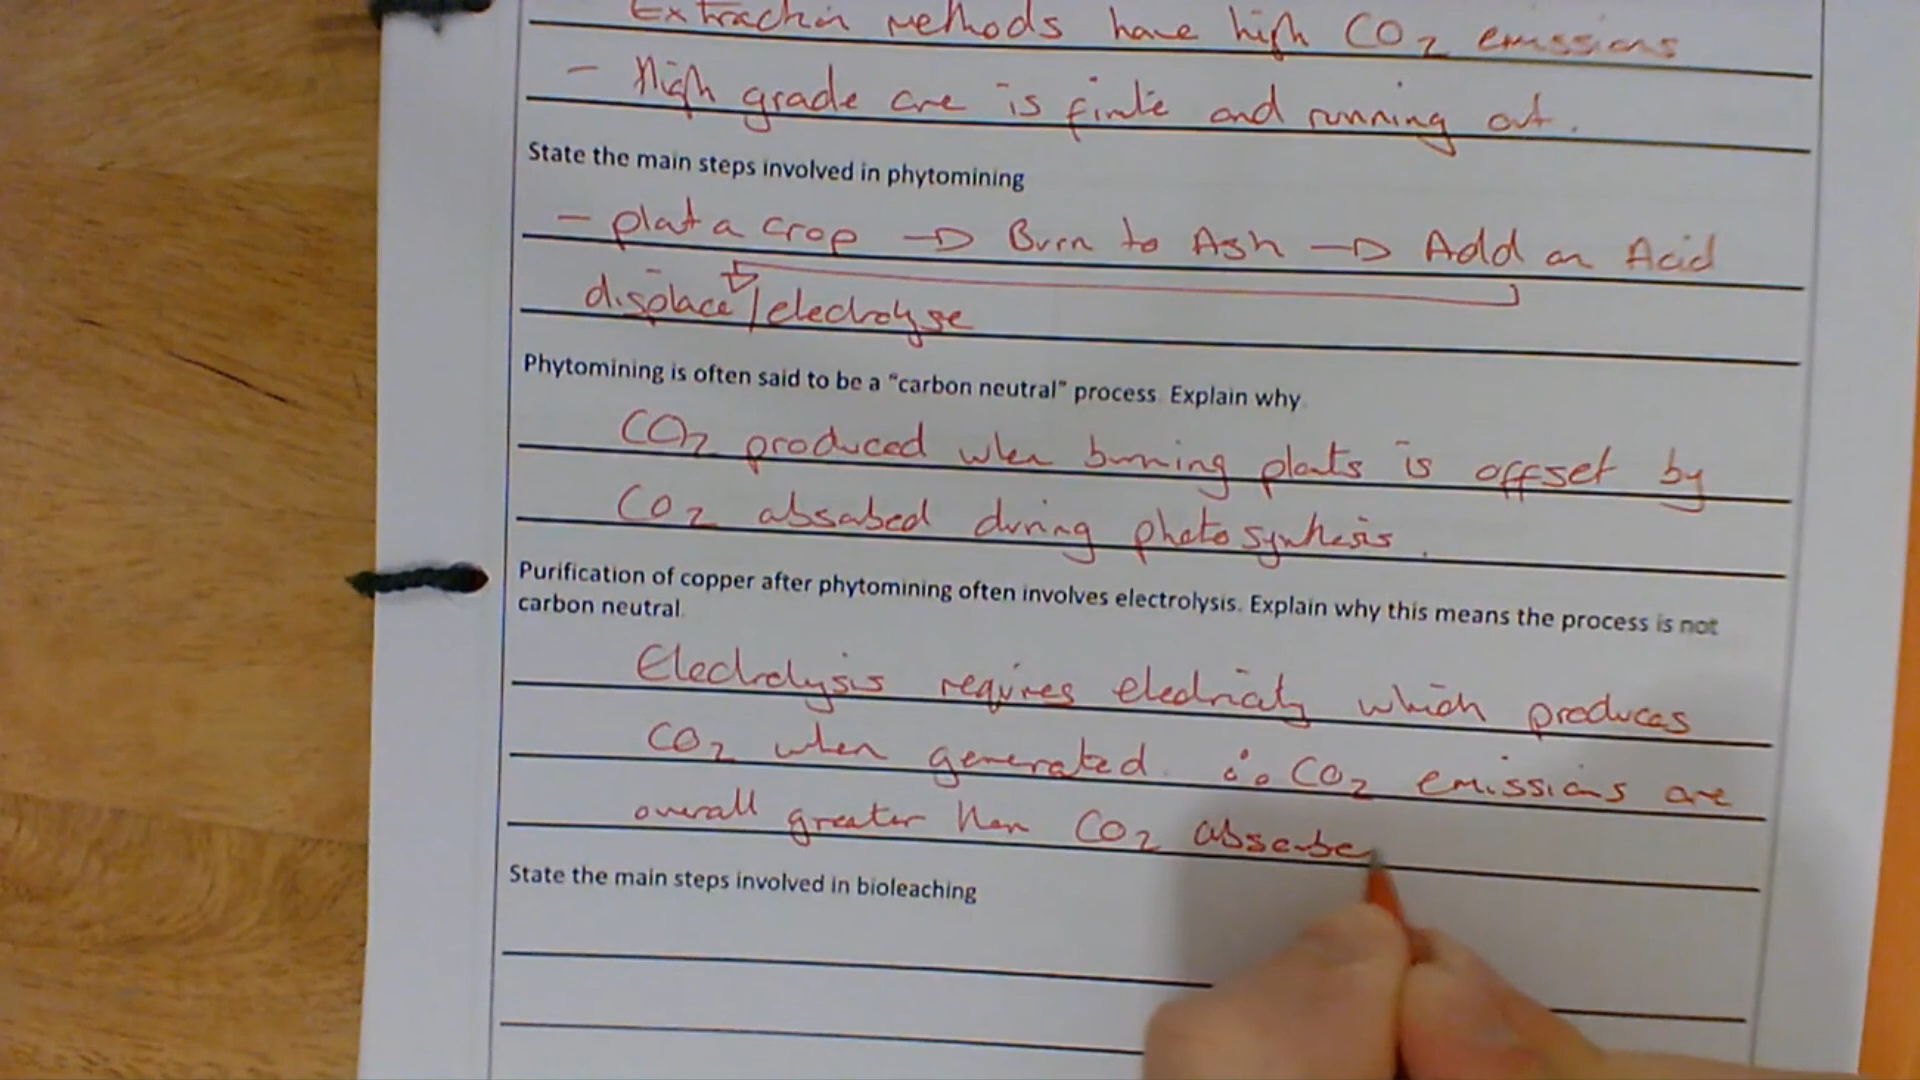 Extraction methods have high CO2 emissions
- High grade ore is finite and running out.
State the main steps involved in phytomining
- plant a crop → Burn to Ash → Add an Acid
displace/electrolyse
Phytomining is often said to be a “carbon neutral” process. Explain why.
CO2 produced when burning plants is offset by
CO2 absorbed during photosynthesis.
Purification of copper after phytomining often involves electrolysis. Explain why this means the process is not
carbon neutral.
Electrolysis requires electricity which produces
CO2 when generated. ∴ CO2 emissions are
overall greater than CO2 absorbe
State the main steps involved in bioleaching